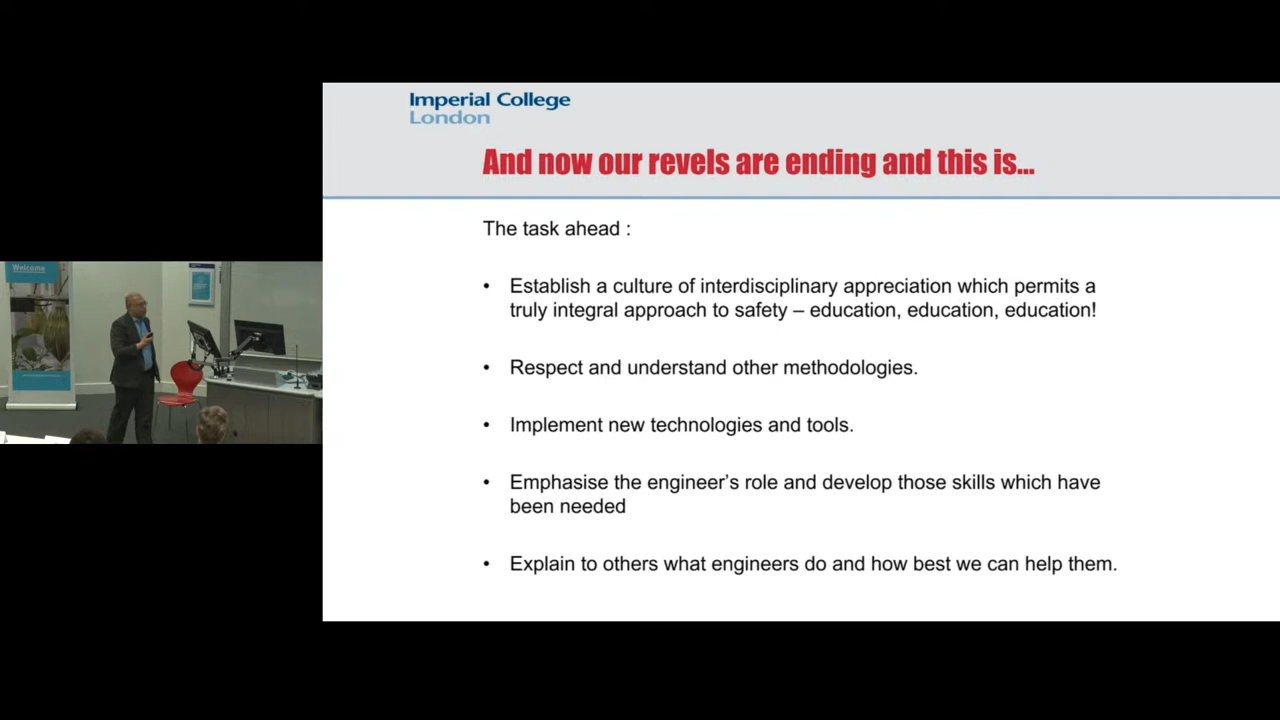 Imperial College
London
And now our revels are ending and this is...
The task ahead :
• Establish a culture of interdisciplinary appreciation which permits a
truly integral approach to safety – education, education, education!
• Respect and understand other methodologies.
• Implement new technologies and tools.
• Emphasise the engineer's role and develop those skills which have
been needed
• Explain to others what engineers do and how best we can help them.
Welcome